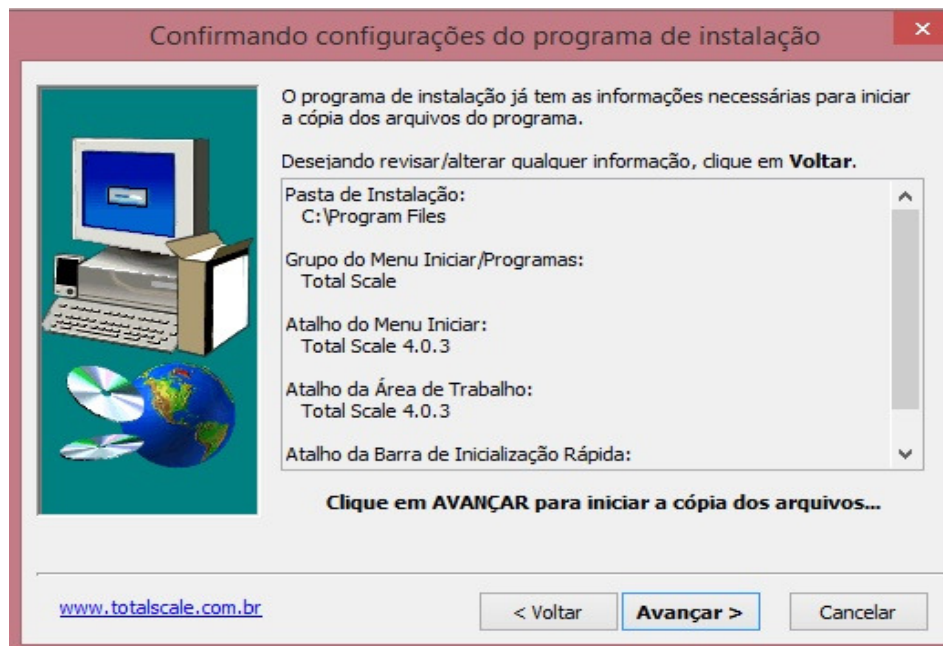 Confirmando configurações do programa de instalação
O programa de instalação já tem as informações necessárias para iniciar
a cópia dos arquivos do programa.
Desejando revisar/alterar qualquer informação, clique em Voltar.
Pasta de Instalação:
C:\Program Files
Grupo do Menu Iniciar/Programas:
Total Scale
Atalho do Menu Iniciar:
Total Scale 4.0.3
Atalho da Área de Trabalho:
Total Scale 4.0.3
Atalho da Barra de Inicialização Rápida:
Clique em AVANÇAR para iniciar a cópia dos arquivos...
www.totalscale.com.br
< Voltar
Avançar >
Cancelar